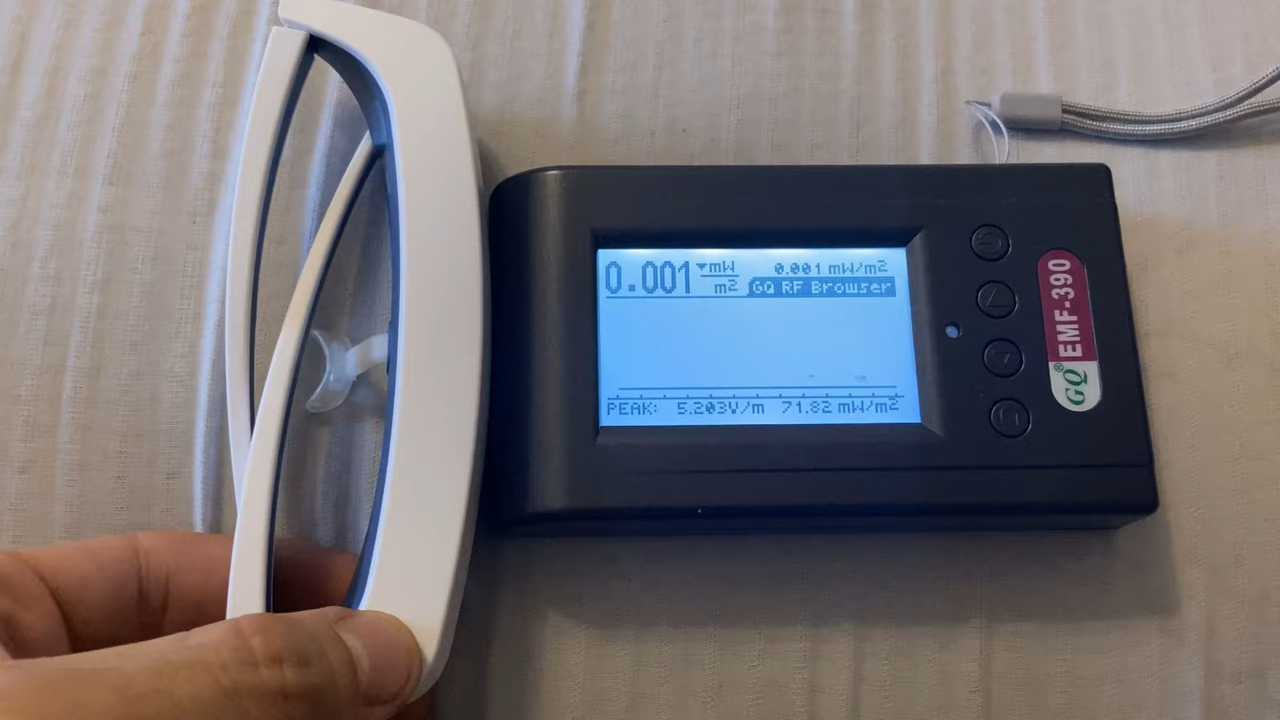 0.001 mW/m² 0.001 mW/m²
GQ RF Browser
PEAK: 5.203V/m 71.82 mW/m²
GQ® EMF-390